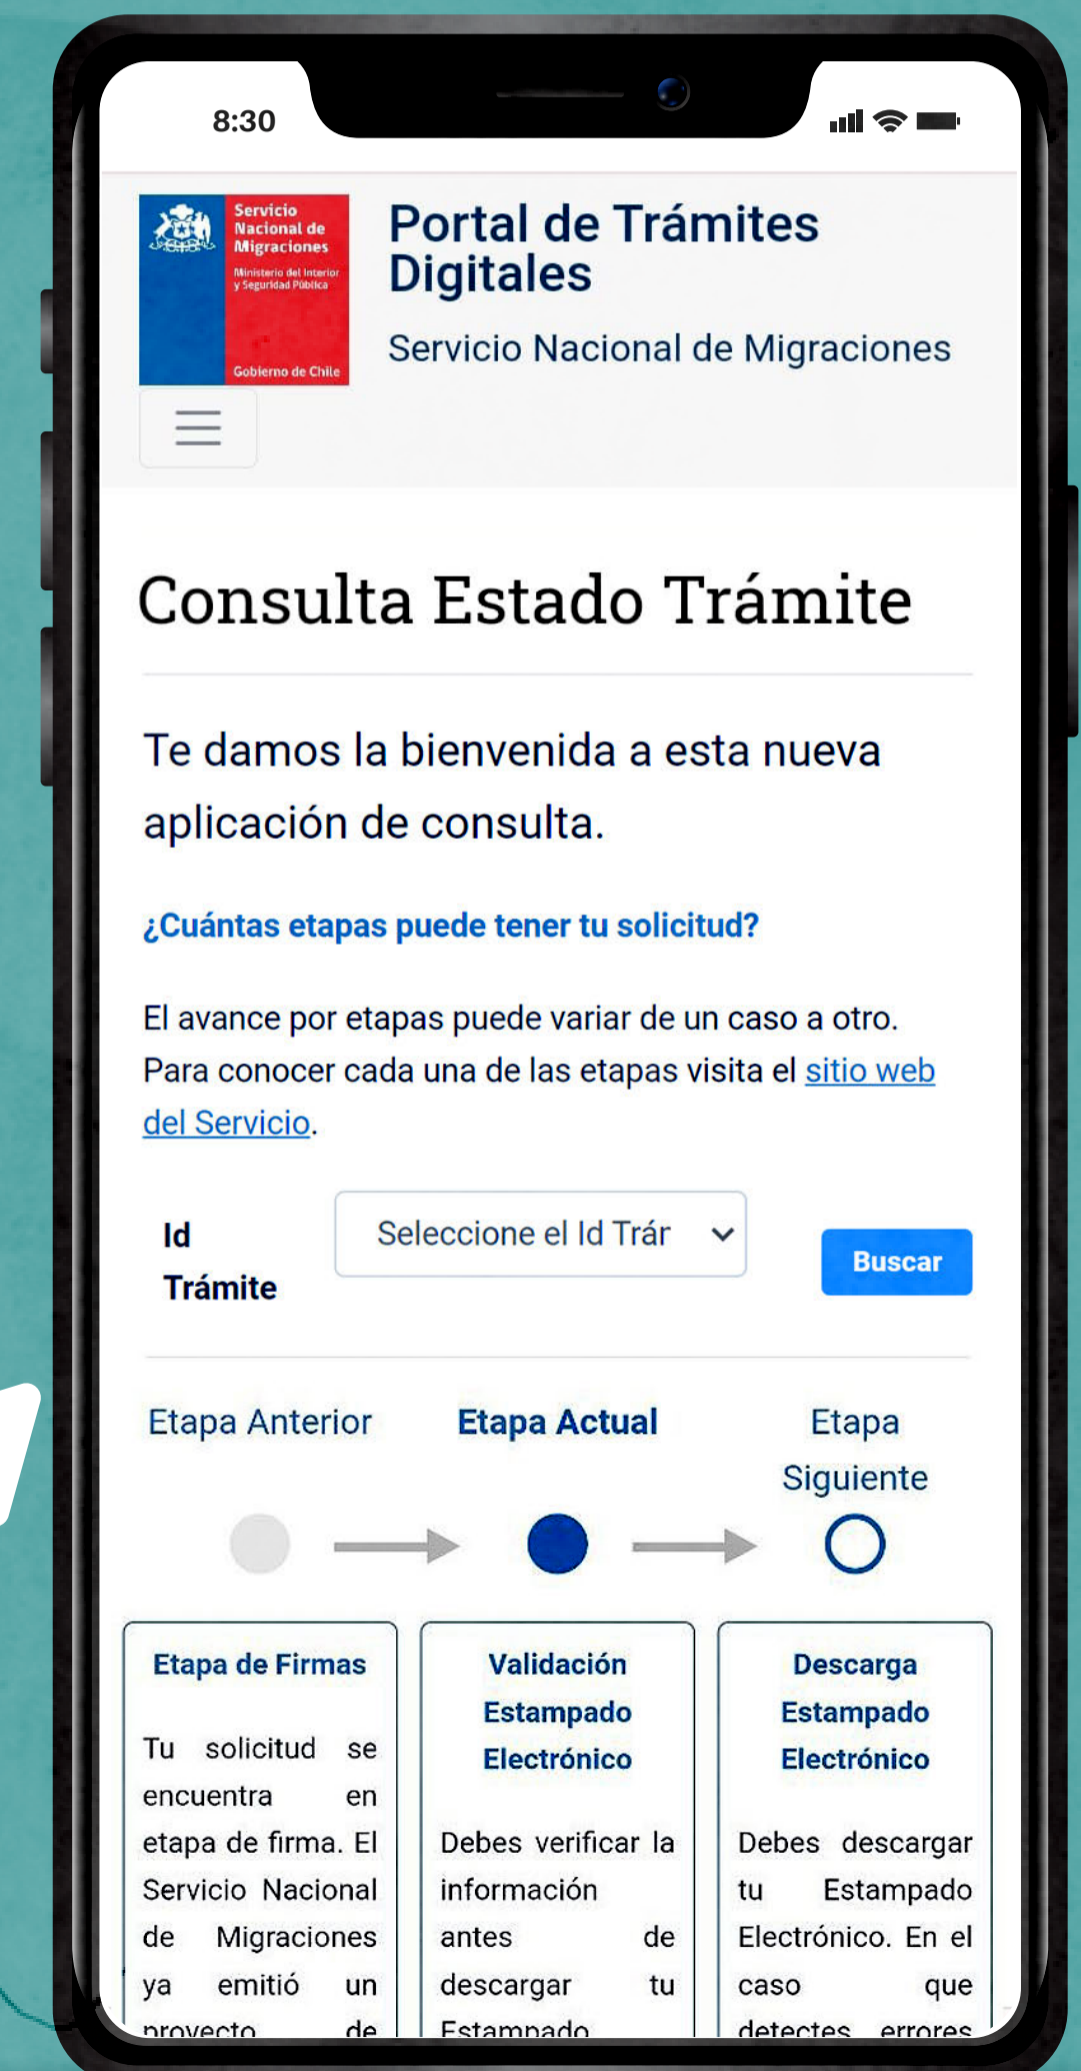 8:30
Servicio
Nacional de
Migraciones
Ministerio del Interior
y Seguridad Pública
Gobierno de Chile
Portal de Trámites
Digitales
Servicio Nacional de Migraciones
Consulta Estado Trámite
Te damos la bienvenida a esta nueva
aplicación de consulta.
¿Cuántas etapas puede tener tu solicitud?
El avance por etapas puede variar de un caso a otro.
Para conocer cada una de las etapas visita el sitio web
del Servicio.
Id
Trámite
Seleccione el Id Trár
Buscar
Etapa Anterior
Etapa Actual
Etapa
Siguiente
Etapa de Firmas
Tu solicitud se
encuentra en
etapa de firma. El
Servicio Nacional
de Migraciones
ya emitió un
proyecto de
Validación
Estampado
Electrónico
Debes verificar la
información
antes de
descargar tu
Estampado
Descarga
Estampado
Electrónico
Debes descargar
tu Estampado
Electrónico. En el
caso que
detectes errores